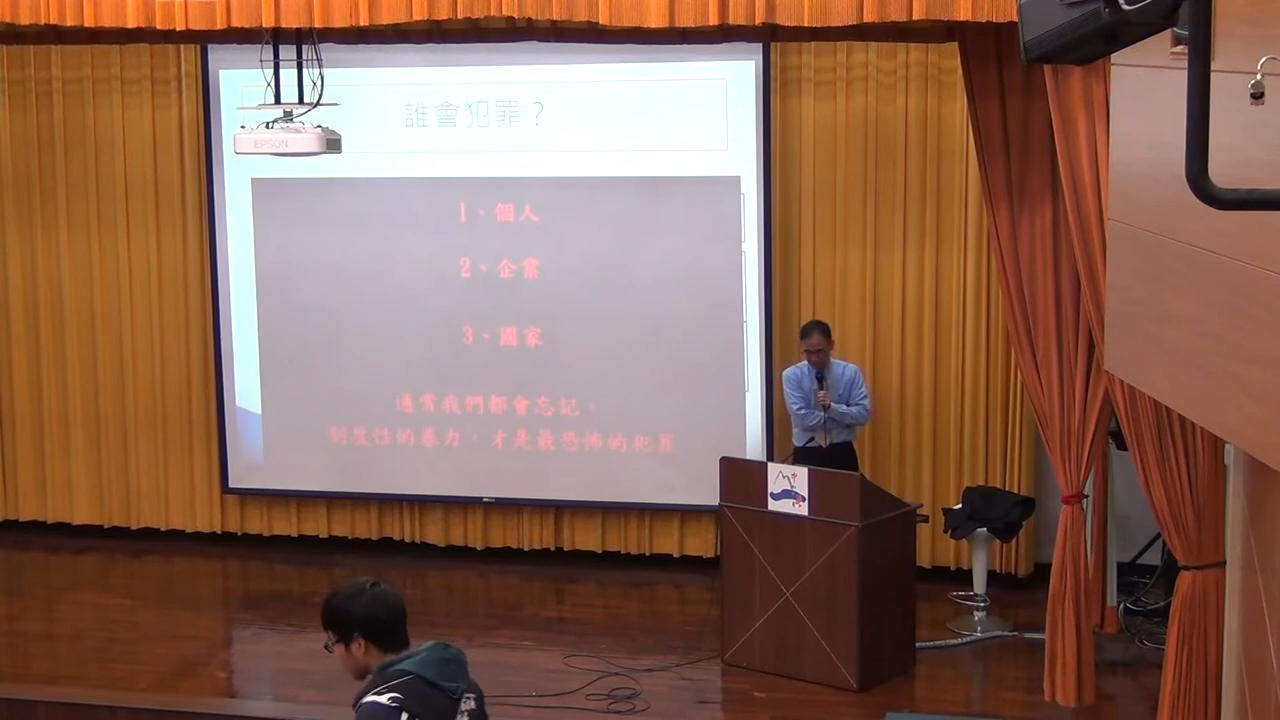 誰會犯罪？
EPSON
1、個人
2、企業
3、國家
通常我們都會忘記，
制度性的暴力，才是最恐怖的犯罪